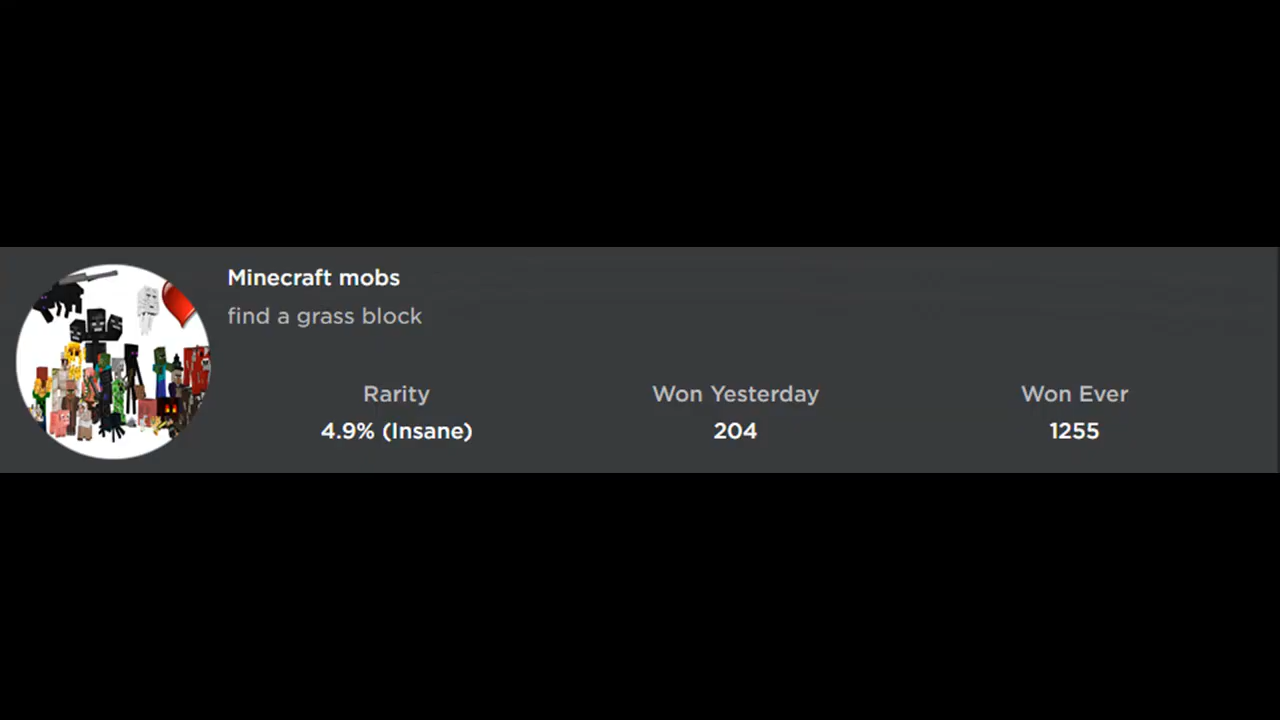 Minecraft mobs
find a grass block
Rarity Won Yesterday Won Ever
4.9% (Insane) 204 1255